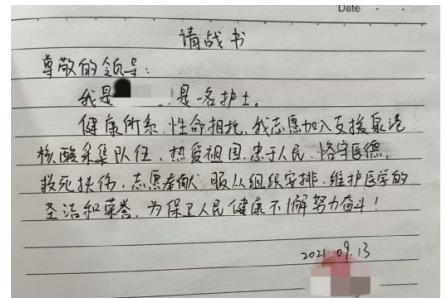 Date
请战书
尊敬的领导:
我是 是一名护士。
健康所系,性命相托,我志愿加入支援泉港
核酸采集队伍,热爱祖国,忠于人民,恪守医德,
救死扶伤,志愿奉献,服从组织安排,维护医学的
圣洁和荣誉,为保卫人民健康不懈努力奋斗!
2021.09.13